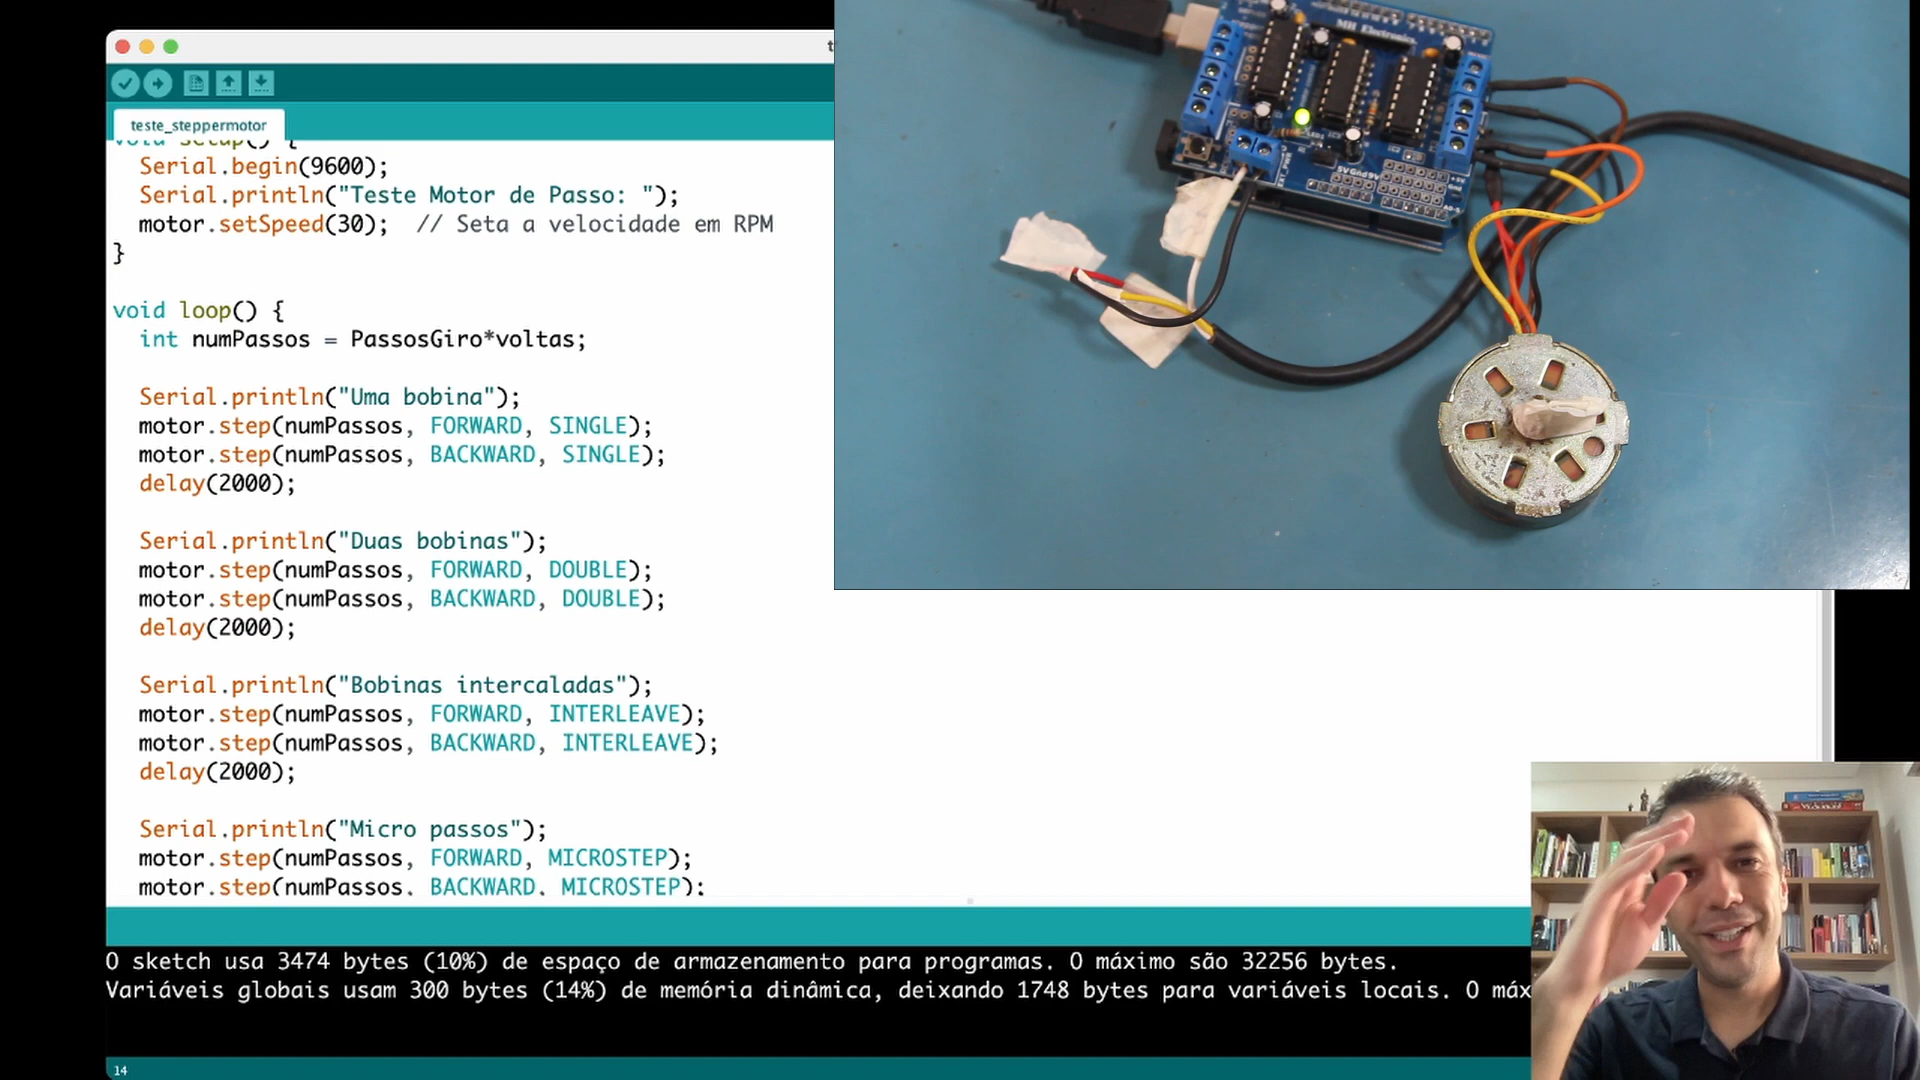 teste_steppermotor
void setup() {
Serial.begin(9600);
Serial.println("Teste Motor de Passo: ");
motor.setSpeed(30);  // Seta a velocidade em RPM
}
void loop() {
int numPassos = PassosGiro*voltas;
Serial.println("Uma bobina");
motor.step(numPassos, FORWARD, SINGLE);
motor.step(numPassos, BACKWARD, SINGLE);
delay(2000);
Serial.println("Duas bobinas");
motor.step(numPassos, FORWARD, DOUBLE);
motor.step(numPassos, BACKWARD, DOUBLE);
delay(2000);
Serial.println("Bobinas intercaladas");
motor.step(numPassos, FORWARD, INTERLEAVE);
motor.step(numPassos, BACKWARD, INTERLEAVE);
delay(2000);
Serial.println("Micro passos");
motor.step(numPassos, FORWARD, MICROSTEP);
motor.step(numPassos, BACKWARD, MICROSTEP);
O sketch usa 3474 bytes (10%) de espaço de armazenamento para programas. O máximo são 32256 bytes.
Variáveis globais usam 300 bytes (14%) de memória dinâmica, deixando 1748 bytes para variáveis locais. O máx
14
MH Electronics